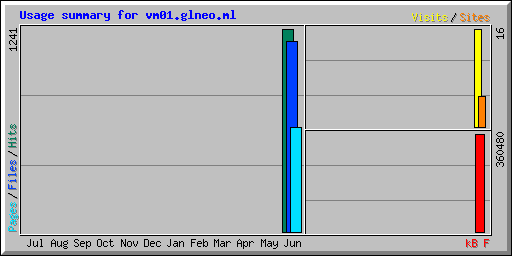 Usage summary for vm01.glneo.ml
Visits/Sites
1241
16
Pages/Files/Hits
360480
Jul Aug Sep Oct Nov Dec Jan Feb Mar Apr May Jun
kB F